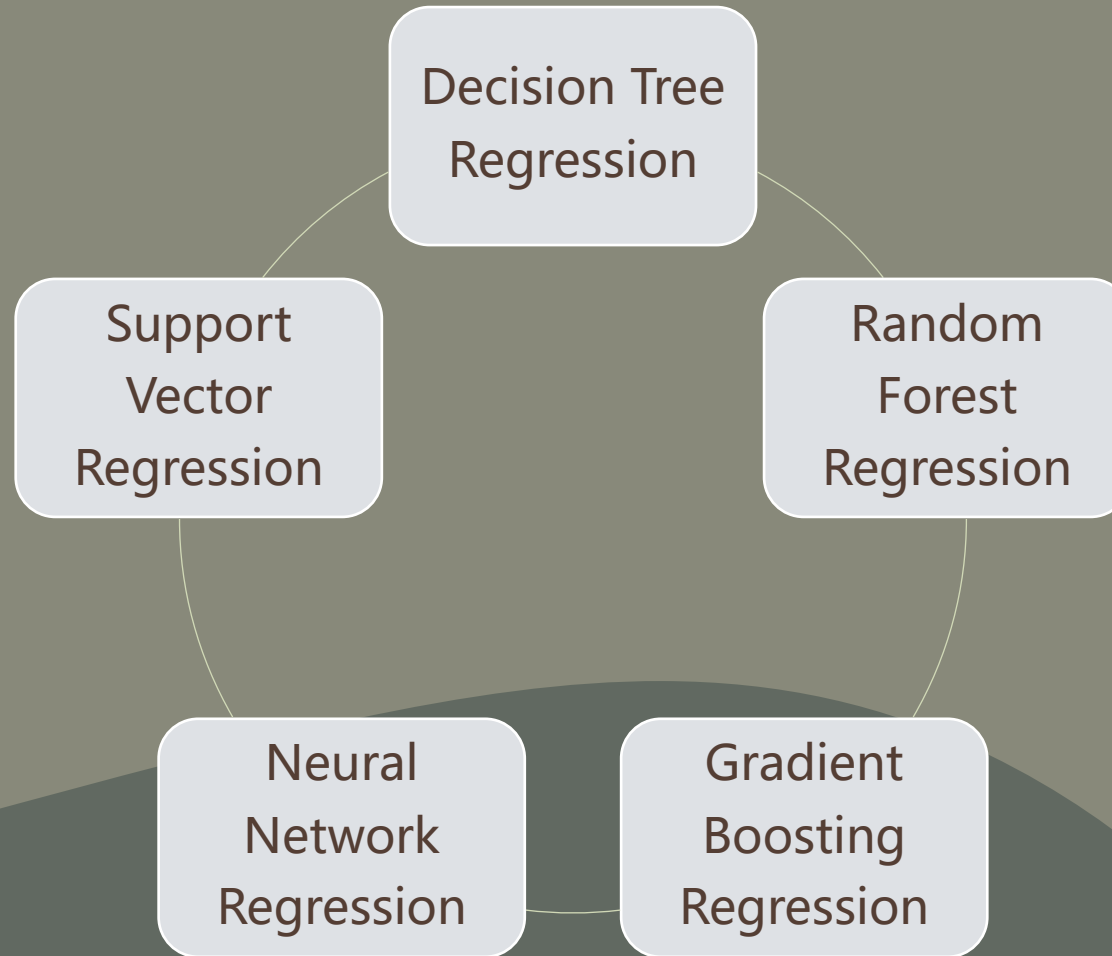 Decision Tree
Regression
Random
Forest
Regression
Gradient
Boosting
Regression
Neural
Network
Regression
Support
Vector
Regression